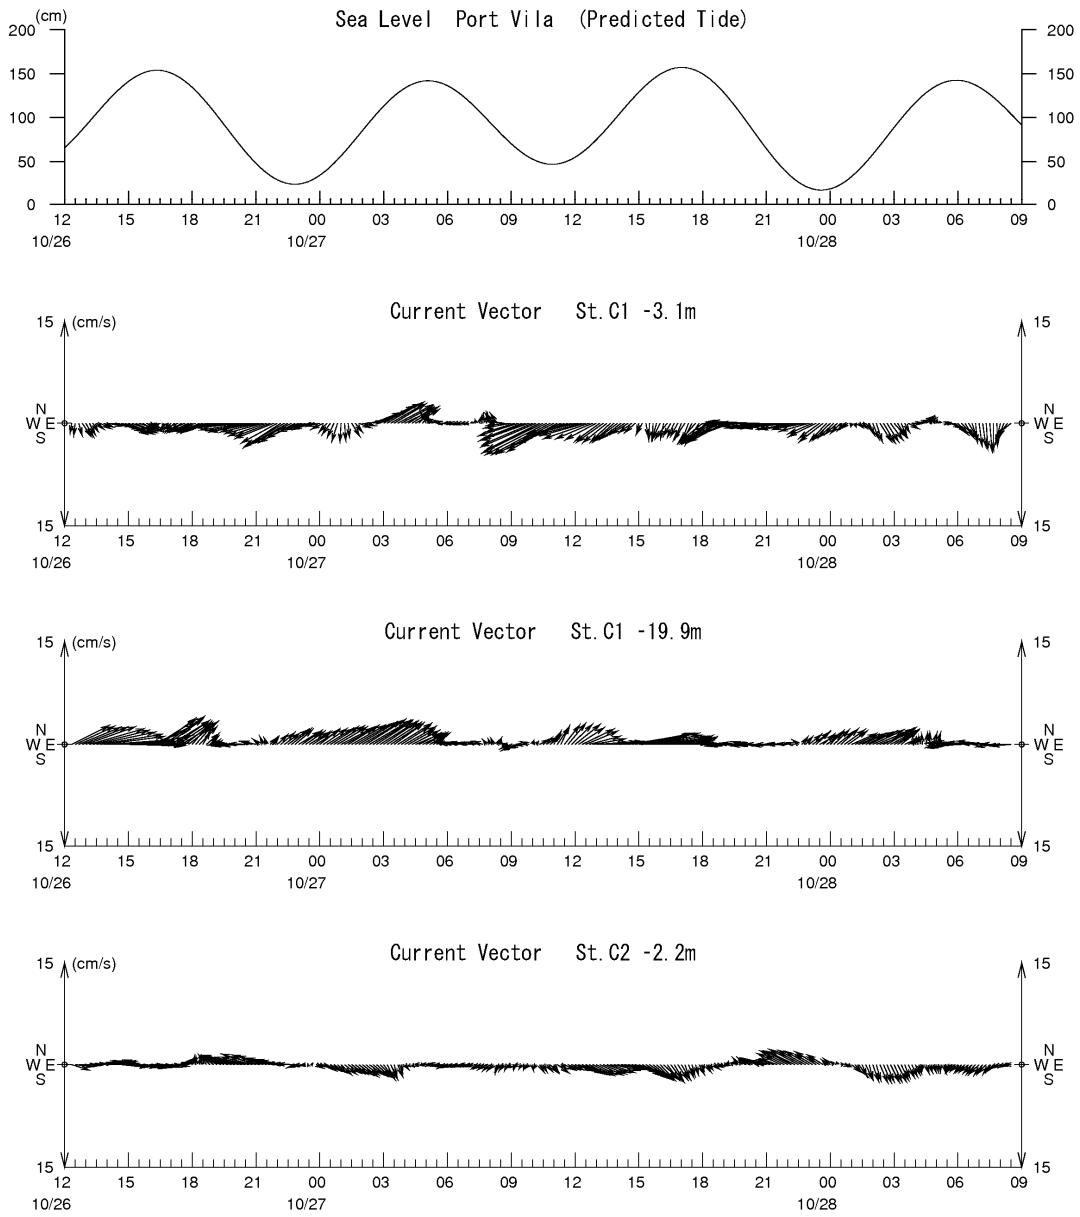 (cm) Sea Level Port Vila (Predicted Tide)
200 200
150 150
100 100
50 50
0 0
12 15 18 21 00 03 06 09 12 15 18 21 00 03 06 09
10/26 10/27 10/28
Current Vector St.C1 -3.1m
15 (cm/s) 15
N N
W E W E
S S
15 15
12 15 18 21 00 03 06 09 12 15 18 21 00 03 06 09
10/26 10/27 10/28
Current Vector St.C1 -19.9m
15 (cm/s) 15
N N
W E W E
S S
15 15
12 15 18 21 00 03 06 09 12 15 18 21 00 03 06 09
10/26 10/27 10/28
Current Vector St.C2 -2.2m
15 (cm/s) 15
N N
W E W E
S S
15 15
12 15 18 21 00 03 06 09 12 15 18 21 00 03 06 09
10/26 10/27 10/28